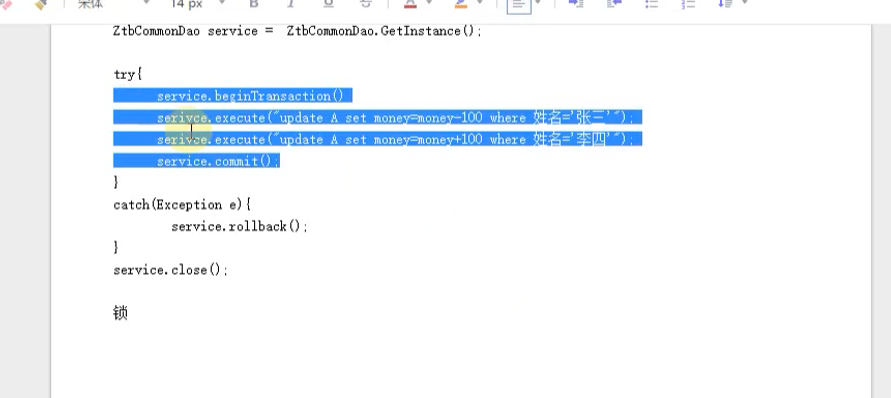 宋体 14 px B I U S A
ZtbCommonDao service = ZtbCommonDao.GetInstance();
try{
service.beginTransaction()
serivce.execute("update A set money=money-100 where 姓名='张三'");
serivce.execute("update A set money=money+100 where 姓名='李四'");
service.commit();
}
catch(Exception e){
service.rollback();
}
service.close();
锁